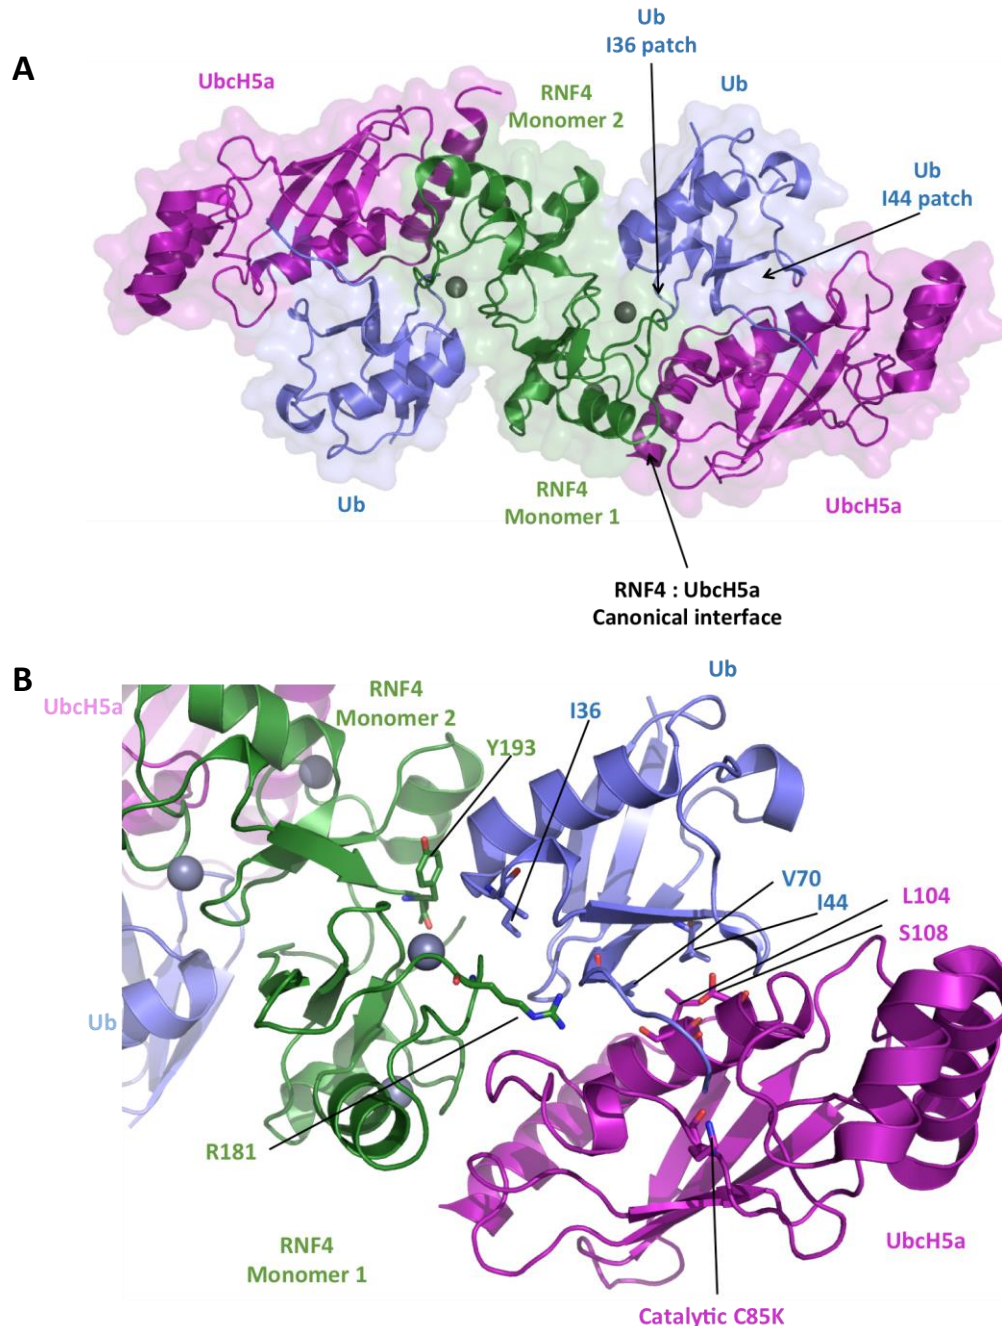 A
UbcH5a
RNF4
Monomer 2
Ub
I36 patch
Ub
Ub
I44 patch
Ub
RNF4
Monomer 1
UbcH5a
RNF4 : UbcH5a
Canonical interface
B
UbcH5a
RNF4
Monomer 2
Y193
I36
Ub
V70
I44
L104
S108
Ub
R181
RNF4
Monomer 1
UbcH5a
Catalytic C85K